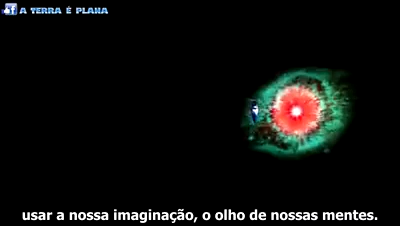 A TERRA É PLANA
usar a nossa imaginação, o olho de nossas mentes.